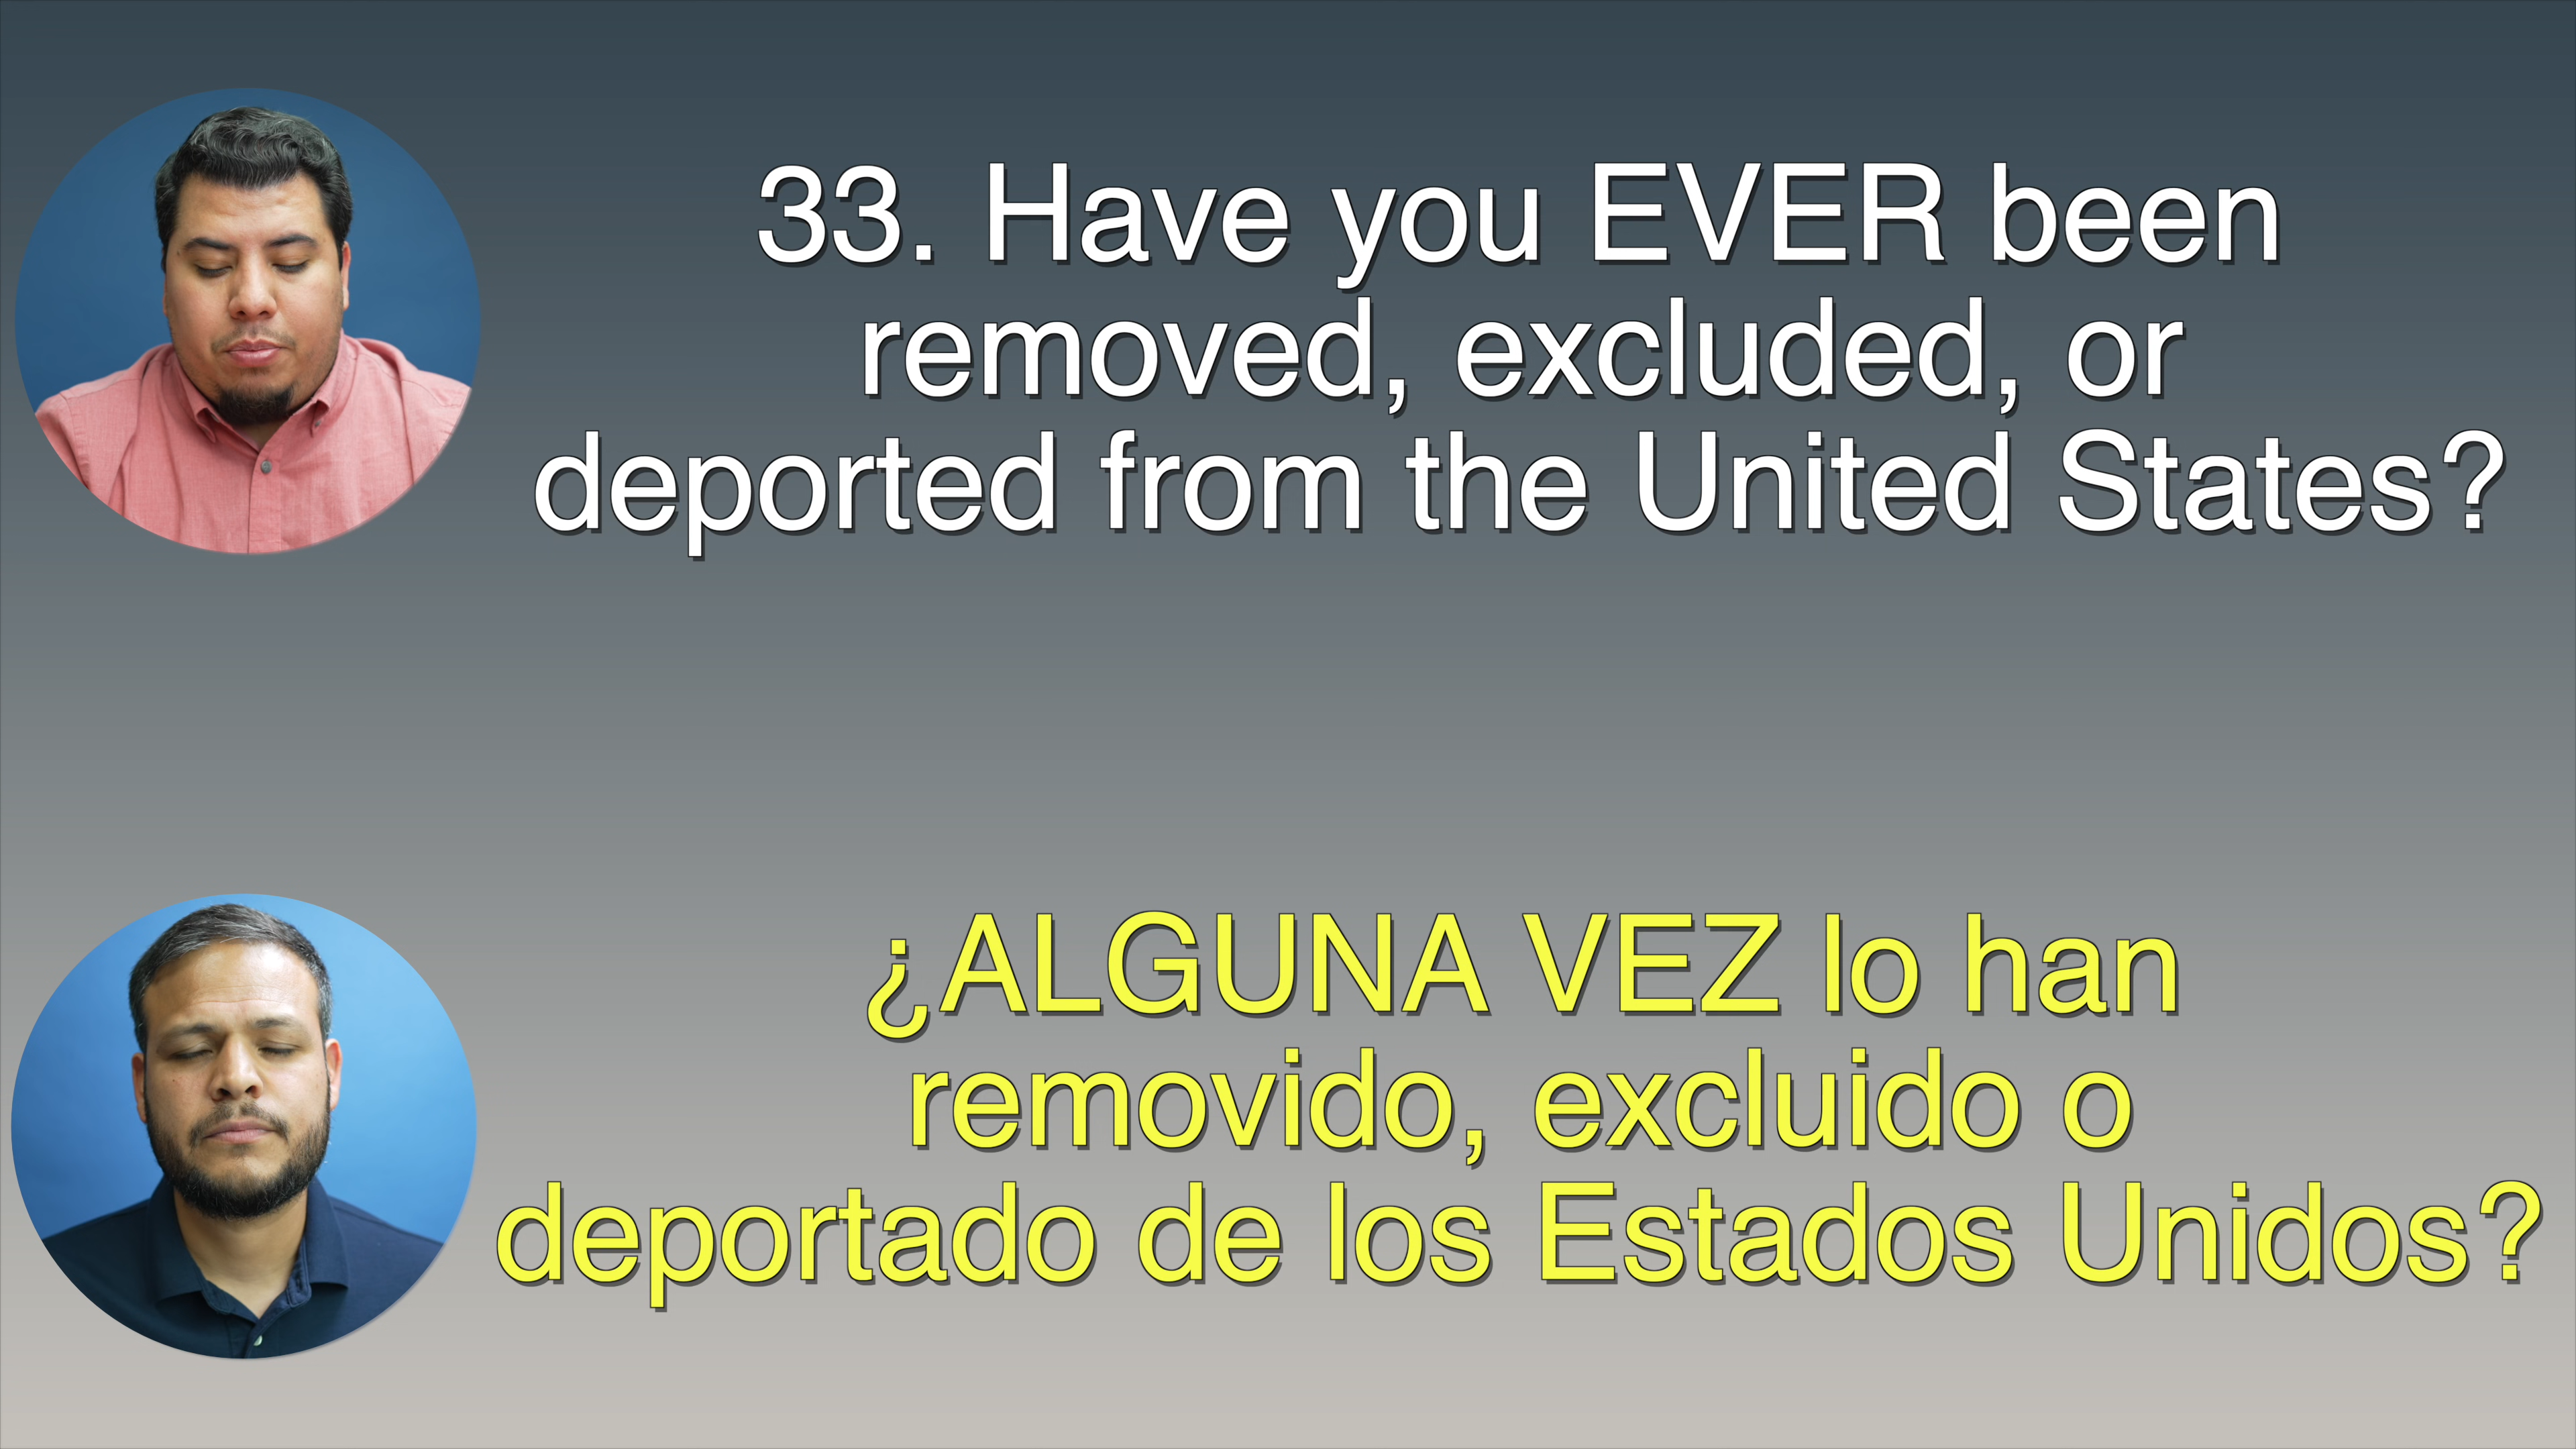 33. Have you EVER been
removed, excluded, or
deported from the United States?
¿ALGUNA VEZ lo han
removido, excluido o
deportado de los Estados Unidos?